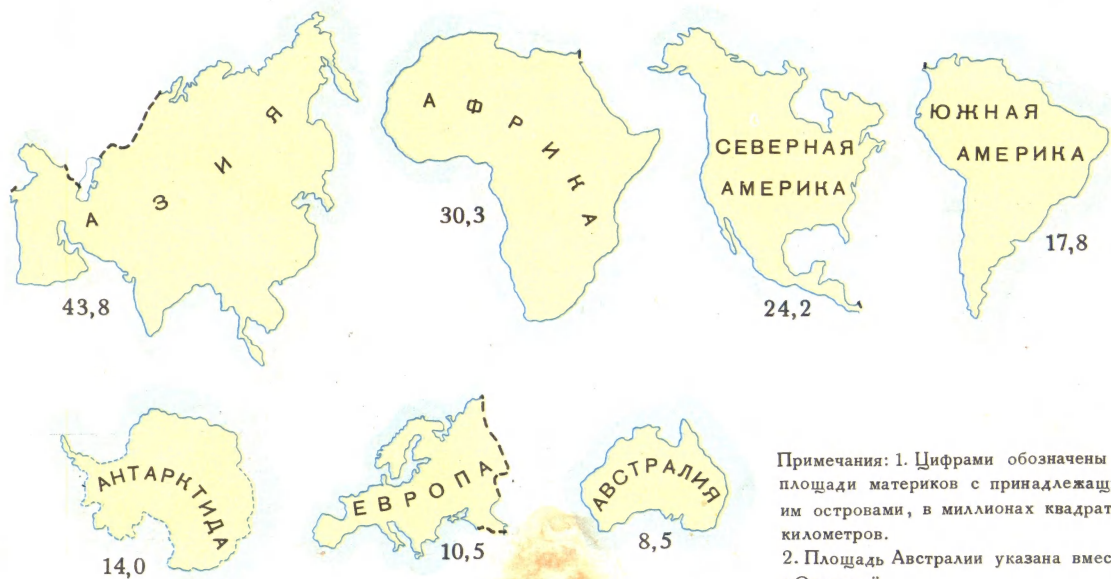 АЗИЯ
43,8
АФРИКА
30,3
СЕВЕРНАЯ
АМЕРИКА
24,2
ЮЖНАЯ
АМЕРИКА
17,8
АНТАРКТИДА
14,0
ЕВРОПА
10,5
АВСТРАЛИЯ
8,5
Примечания: 1. Цифрами обозначены
площади материков с принадлежащ
им островами, в миллионах квадрат
километров.
2. Площадь Австралии указана вмес